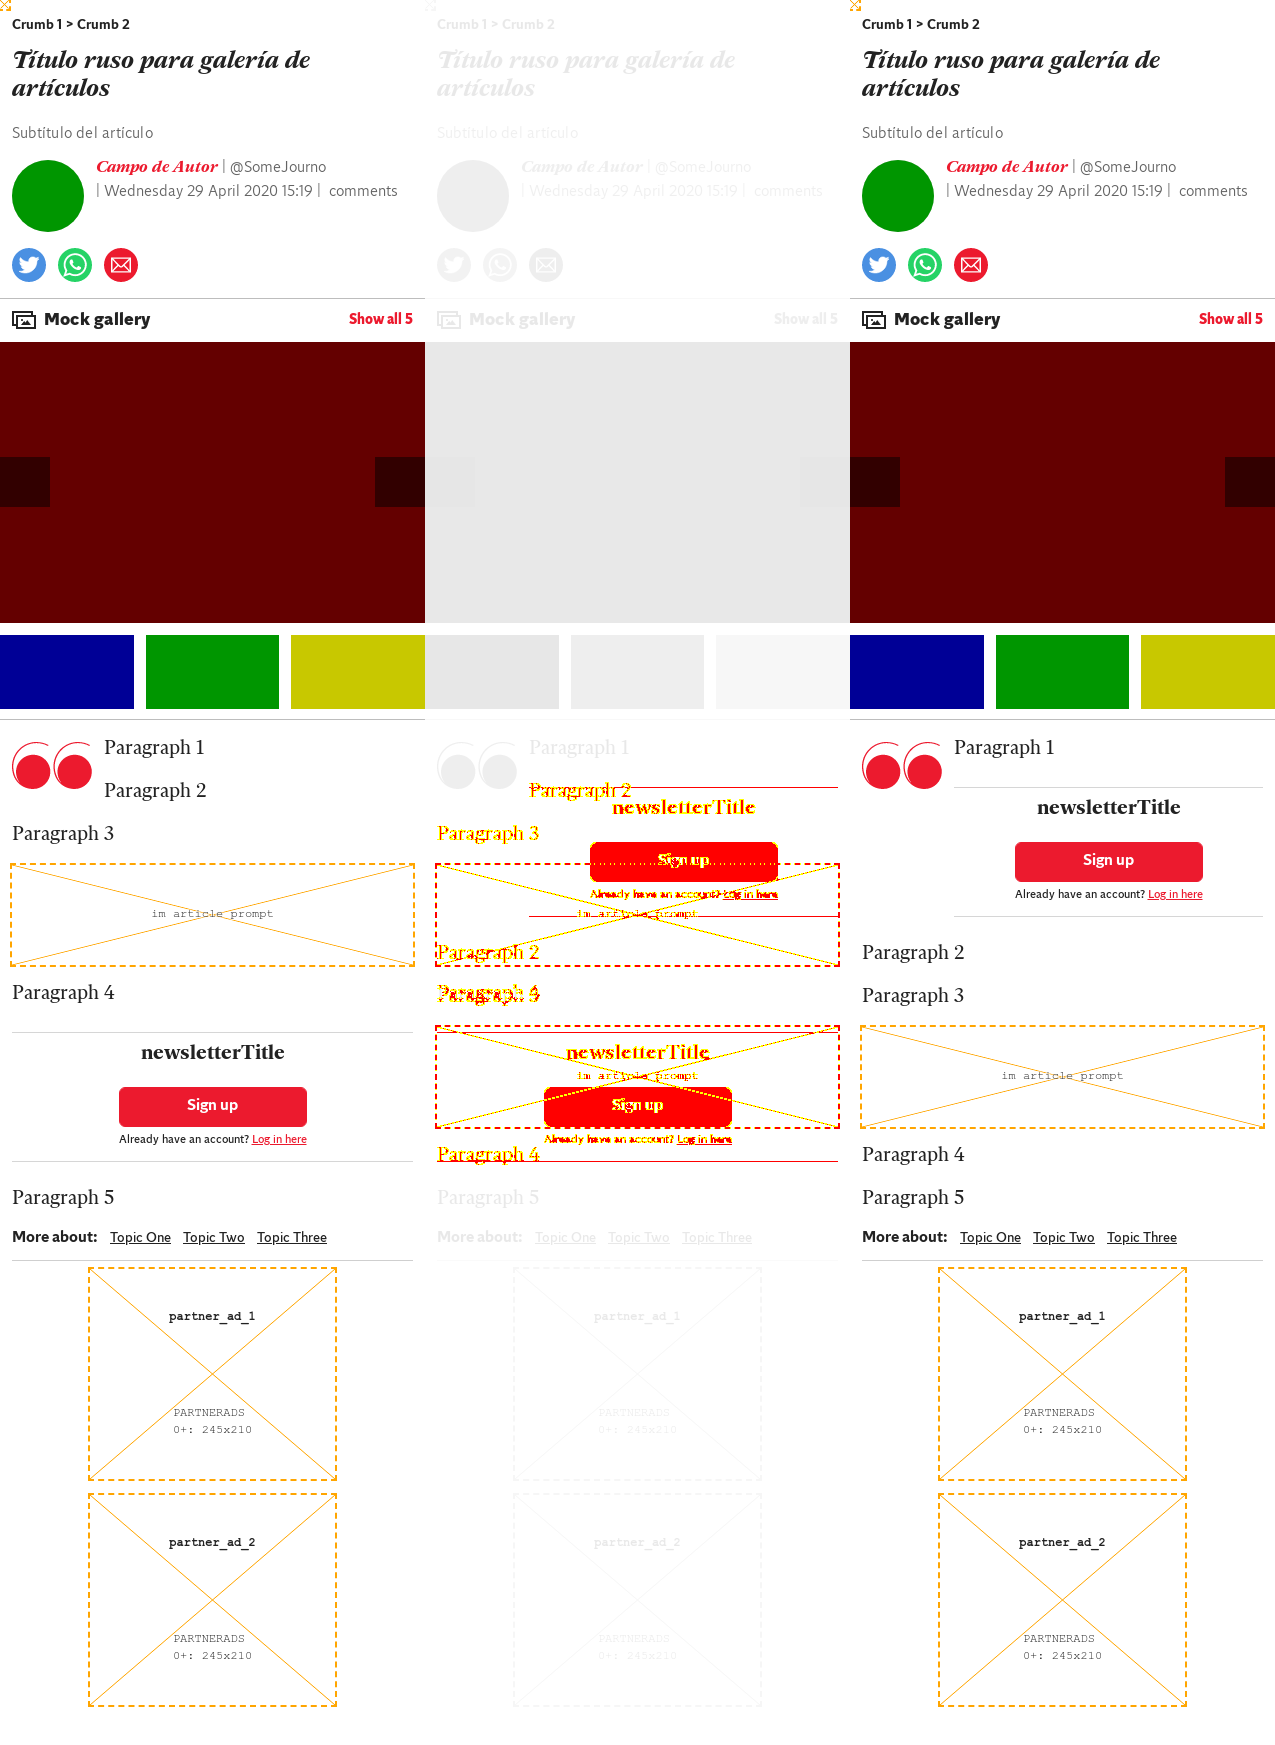 Crumb 1 > Crumb 2
Título ruso para galería de
artículos
Subtítulo del artículo
Campo de Autor | @SomeJourno
| Wednesday 29 April 2020 15:19 | comments
Mock gallery
Show all 5
Paragraph 1
Paragraph 2
Paragraph 3
im article prompt
Paragraph 4
newsletterTitle
Sign up
Already have an account? Log in here
Paragraph 5
More about: Topic One Topic Two Topic Three
partner_ad_1
PARTNERADS
0+: 245x210
partner_ad_2
PARTNERADS
0+: 245x210
Crumb 1 > Crumb 2
Título ruso para galería de
artículos
Subtítulo del artículo
Campo de Autor | @SomeJourno
| Wednesday 29 April 2020 15:19 | comments
Mock gallery
Show all 5
Paragraph 1
Paragraph 2
newsletterTitle
Paragraph 3
Sign up
Already have an account? Log in here
im article prompt
Paragraph 2
newsletterTitle
im article prompt
Sign up
Already have an account? Log in here
Paragraph 4
Paragraph 5
More about: Topic One Topic Two Topic Three
partner_ad_1
PARTNERADS
0+: 245x210
partner_ad_2
PARTNERADS
0+: 245x210
Crumb 1 > Crumb 2
Título ruso para galería de
artículos
Subtítulo del artículo
Campo de Autor | @SomeJourno
| Wednesday 29 April 2020 15:19 | comments
Mock gallery
Show all 5
Paragraph 1
newsletterTitle
Sign up
Already have an account? Log in here
Paragraph 2
Paragraph 3
im article prompt
Paragraph 4
Paragraph 5
More about: Topic One Topic Two Topic Three
partner_ad_1
PARTNERADS
0+: 245x210
partner_ad_2
PARTNERADS
0+: 245x210